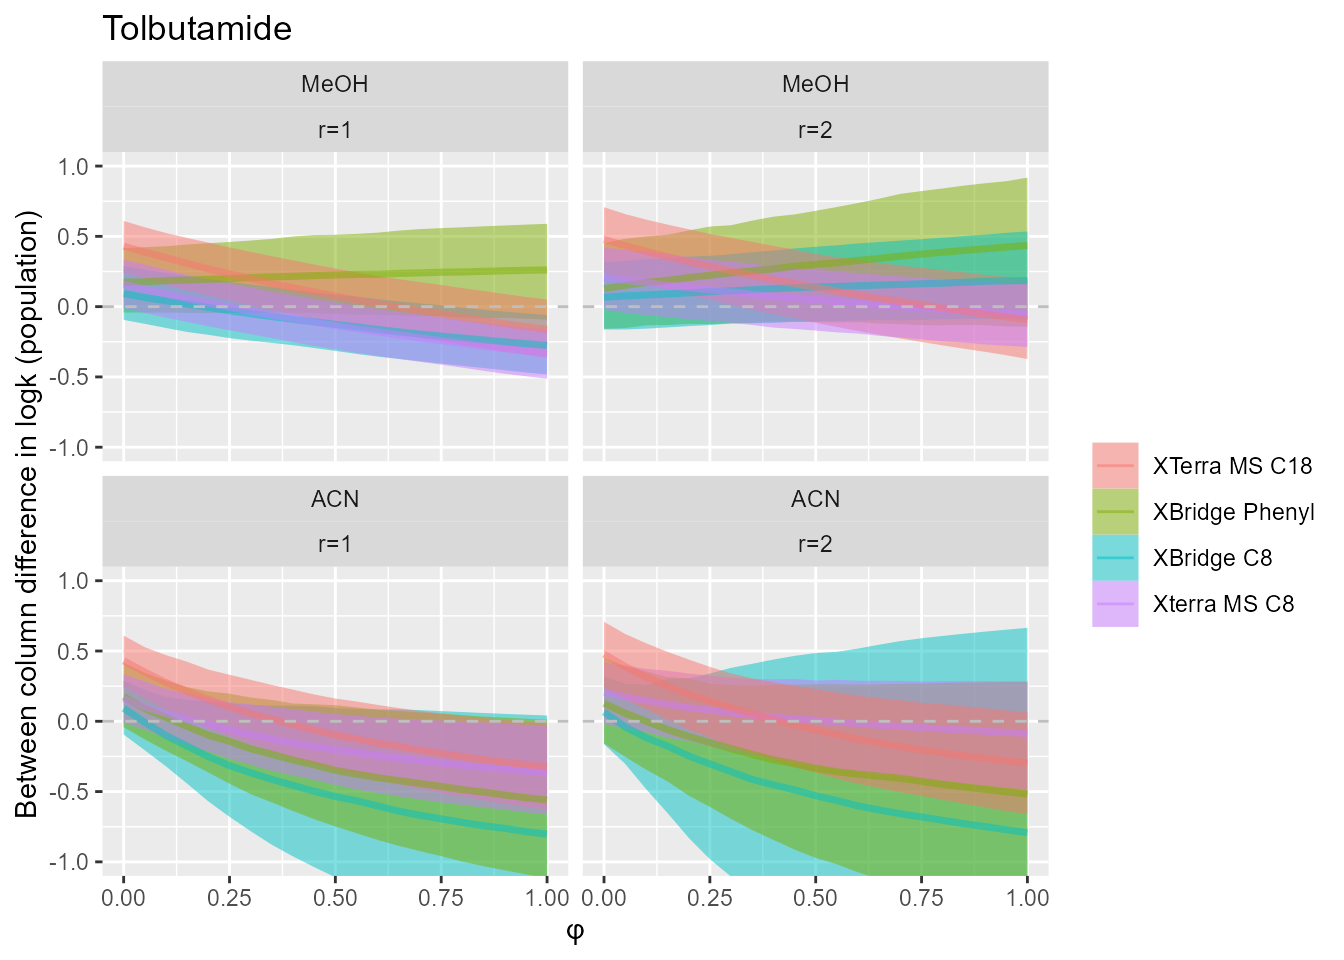 Tolbutamide
MeOH
r=1
MeOH
r=2
1.0
0.5
0.0
-0.5
-1.0
ACN
r=1
ACN
r=2
1.0
0.5
0.0
-0.5
-1.0
0.00 0.25 0.50 0.75 1.00
0.00 0.25 0.50 0.75 1.00
φ
Between column difference in logk (population)
XTerra MS C18
XBridge Phenyl
XBridge C8
Xterra MS C8